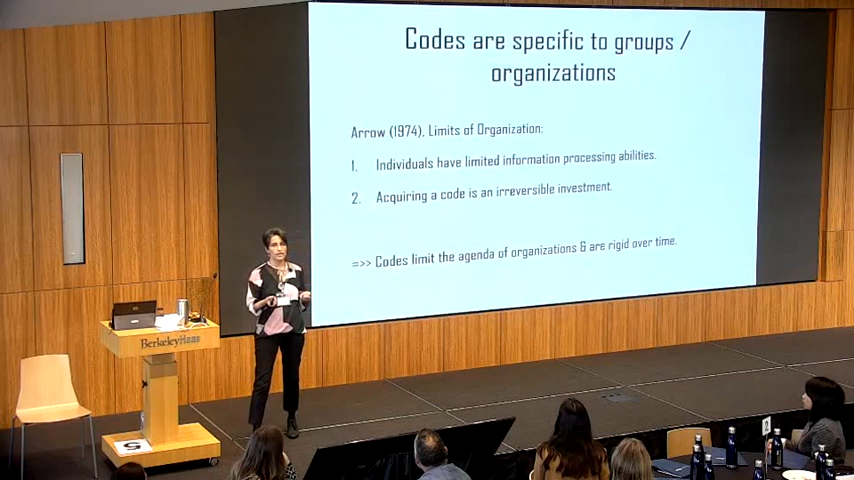 Codes are specific to groups /
organizations
Arrow (1974), Limits of Organization:
1. Individuals have limited information processing abilities.
2. Acquiring a code is an irreversible investment.
=>> Codes limit the agenda of organizations & are rigid over time.
BerkeleyHaas
2
5